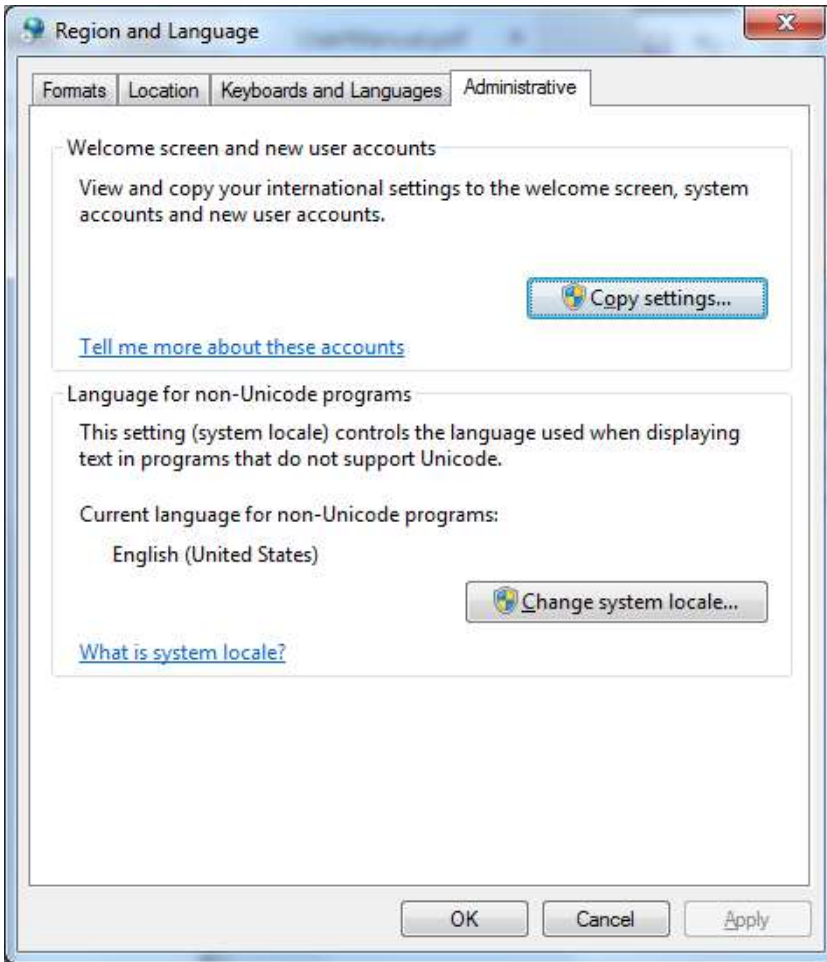 Region and Language
Formats Location Keyboards and Languages Administrative
Welcome screen and new user accounts
View and copy your international settings to the welcome screen, system
accounts and new user accounts.
Copy settings...
Tell me more about these accounts
Language for non-Unicode programs
This setting (system locale) controls the language used when displaying
text in programs that do not support Unicode.
Current language for non-Unicode programs:
English (United States)
Change system locale...
What is system locale?
OK Cancel Apply